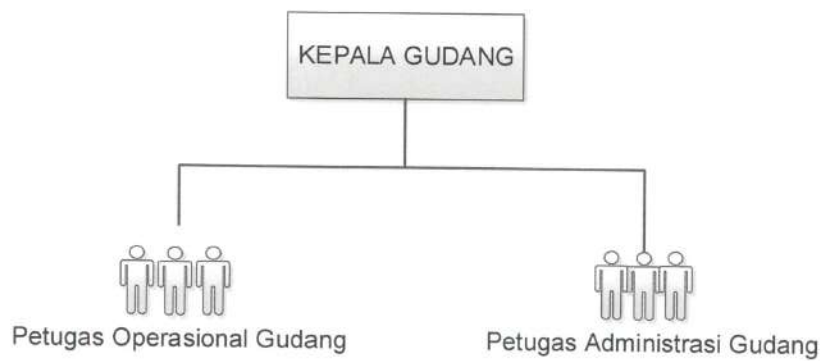 KEPALA GUDANG
Petugas Operasional Gudang
Petugas Administrasi Gudang